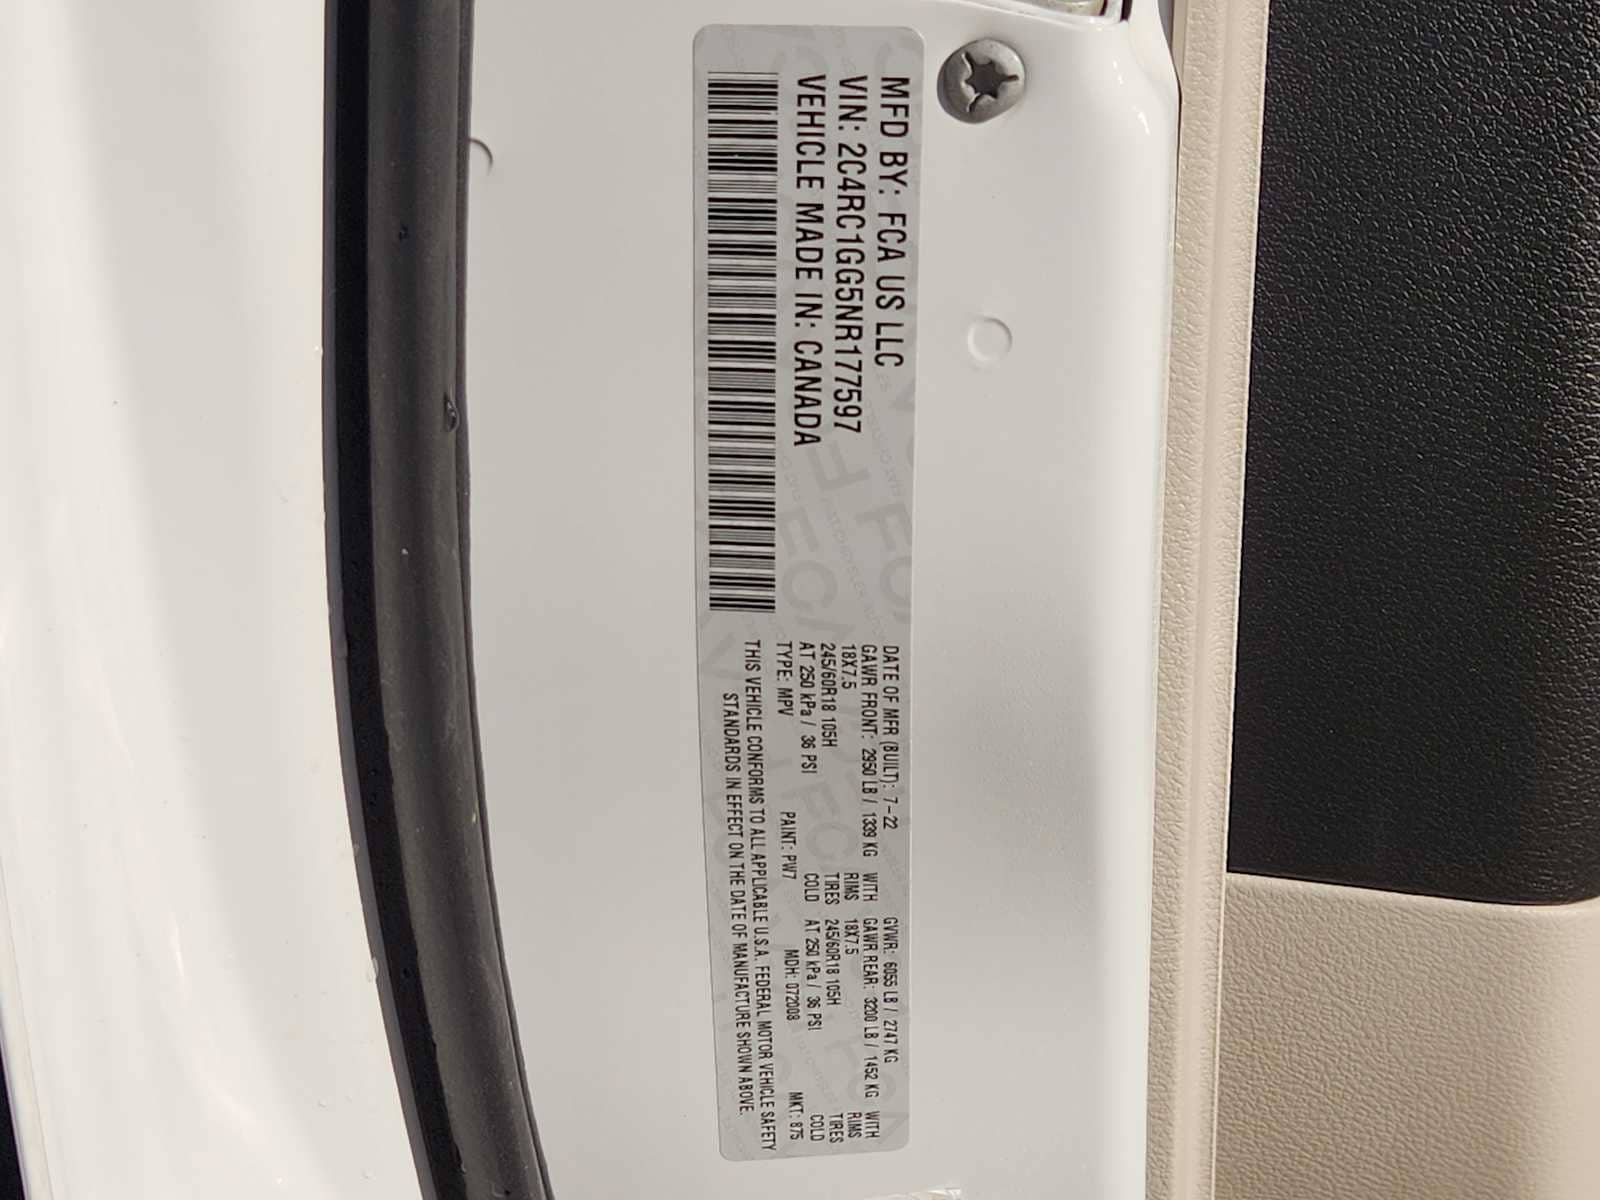 MFD BY: FCA US LLC
VIN: 2C4RC1GG5NR177597
VEHICLE MADE IN: CANADA
DATE OF MFR (BUILT): 7-22 GVWR: 6055 LB / 2747 KG
GAWR FRONT: 2950 LB / 1339 KG WITH GAWR REAR: 3200 LB / 1452 KG WITH
18X7.5 RIMS 18X7.5 RIMS
245/60R18 105H TIRES 245/60R18 105H TIRES
AT 250 kPa / 36 PSI COLD AT 250 kPa / 36 PSI COLD
TYPE: MPV PAINT: PW7 MDH: 072008 MKT: 875
THIS VEHICLE CONFORMS TO ALL APPLICABLE U.S.A. FEDERAL MOTOR VEHICLE SAFETY
STANDARDS IN EFFECT ON THE DATE OF MANUFACTURE SHOWN ABOVE.